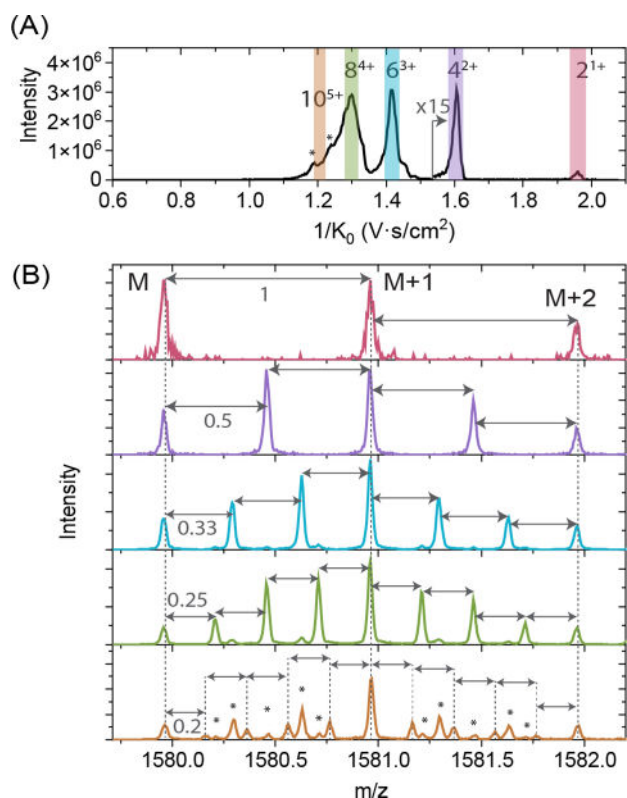 (A)
Intensity
4×10⁶
3×10⁶
2×10⁶
1×10⁶
0
10⁵⁺
8⁴⁺
6³⁺
4²⁺
2¹⁺
x15
*
*
0.6 0.8 1.0 1.2 1.4 1.6 1.8 2.0
1/K₀ (V·s/cm²)
(B)
M M+1 M+2
1
0.5
0.33
0.25
0.2
* * * * * * * * * *
Intensity
1580.0 1580.5 1581.0 1581.5 1582.0
m/z